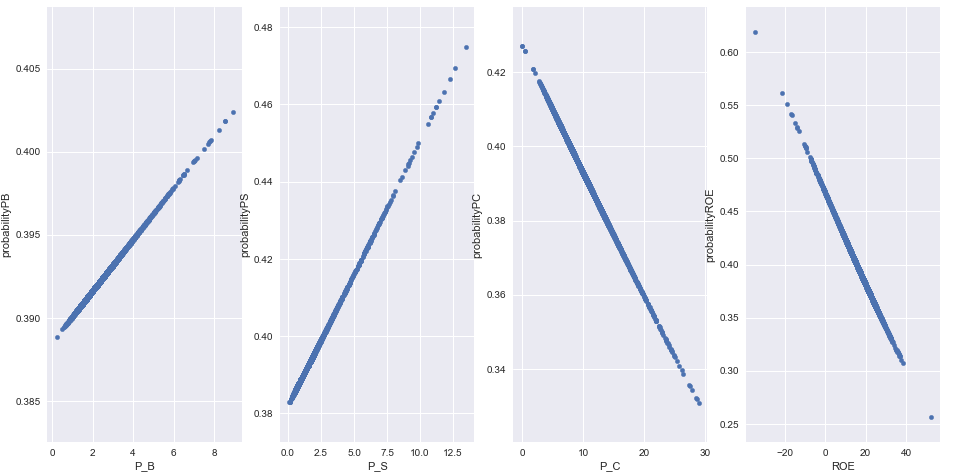 probabilityPB
0.405
0.400
0.395
0.390
0.385
0 2 4 6 8
P_B
probabilityPS
0.48
0.46
0.44
0.42
0.40
0.38
0.0 2.5 5.0 7.5 10.0 12.5
P_S
probabilityPC
0.42
0.40
0.38
0.36
0.34
0 10 20 30
P_C
probabilityROE
0.60
0.55
0.50
0.45
0.40
0.35
0.30
0.25
−20 0 20 40
ROE